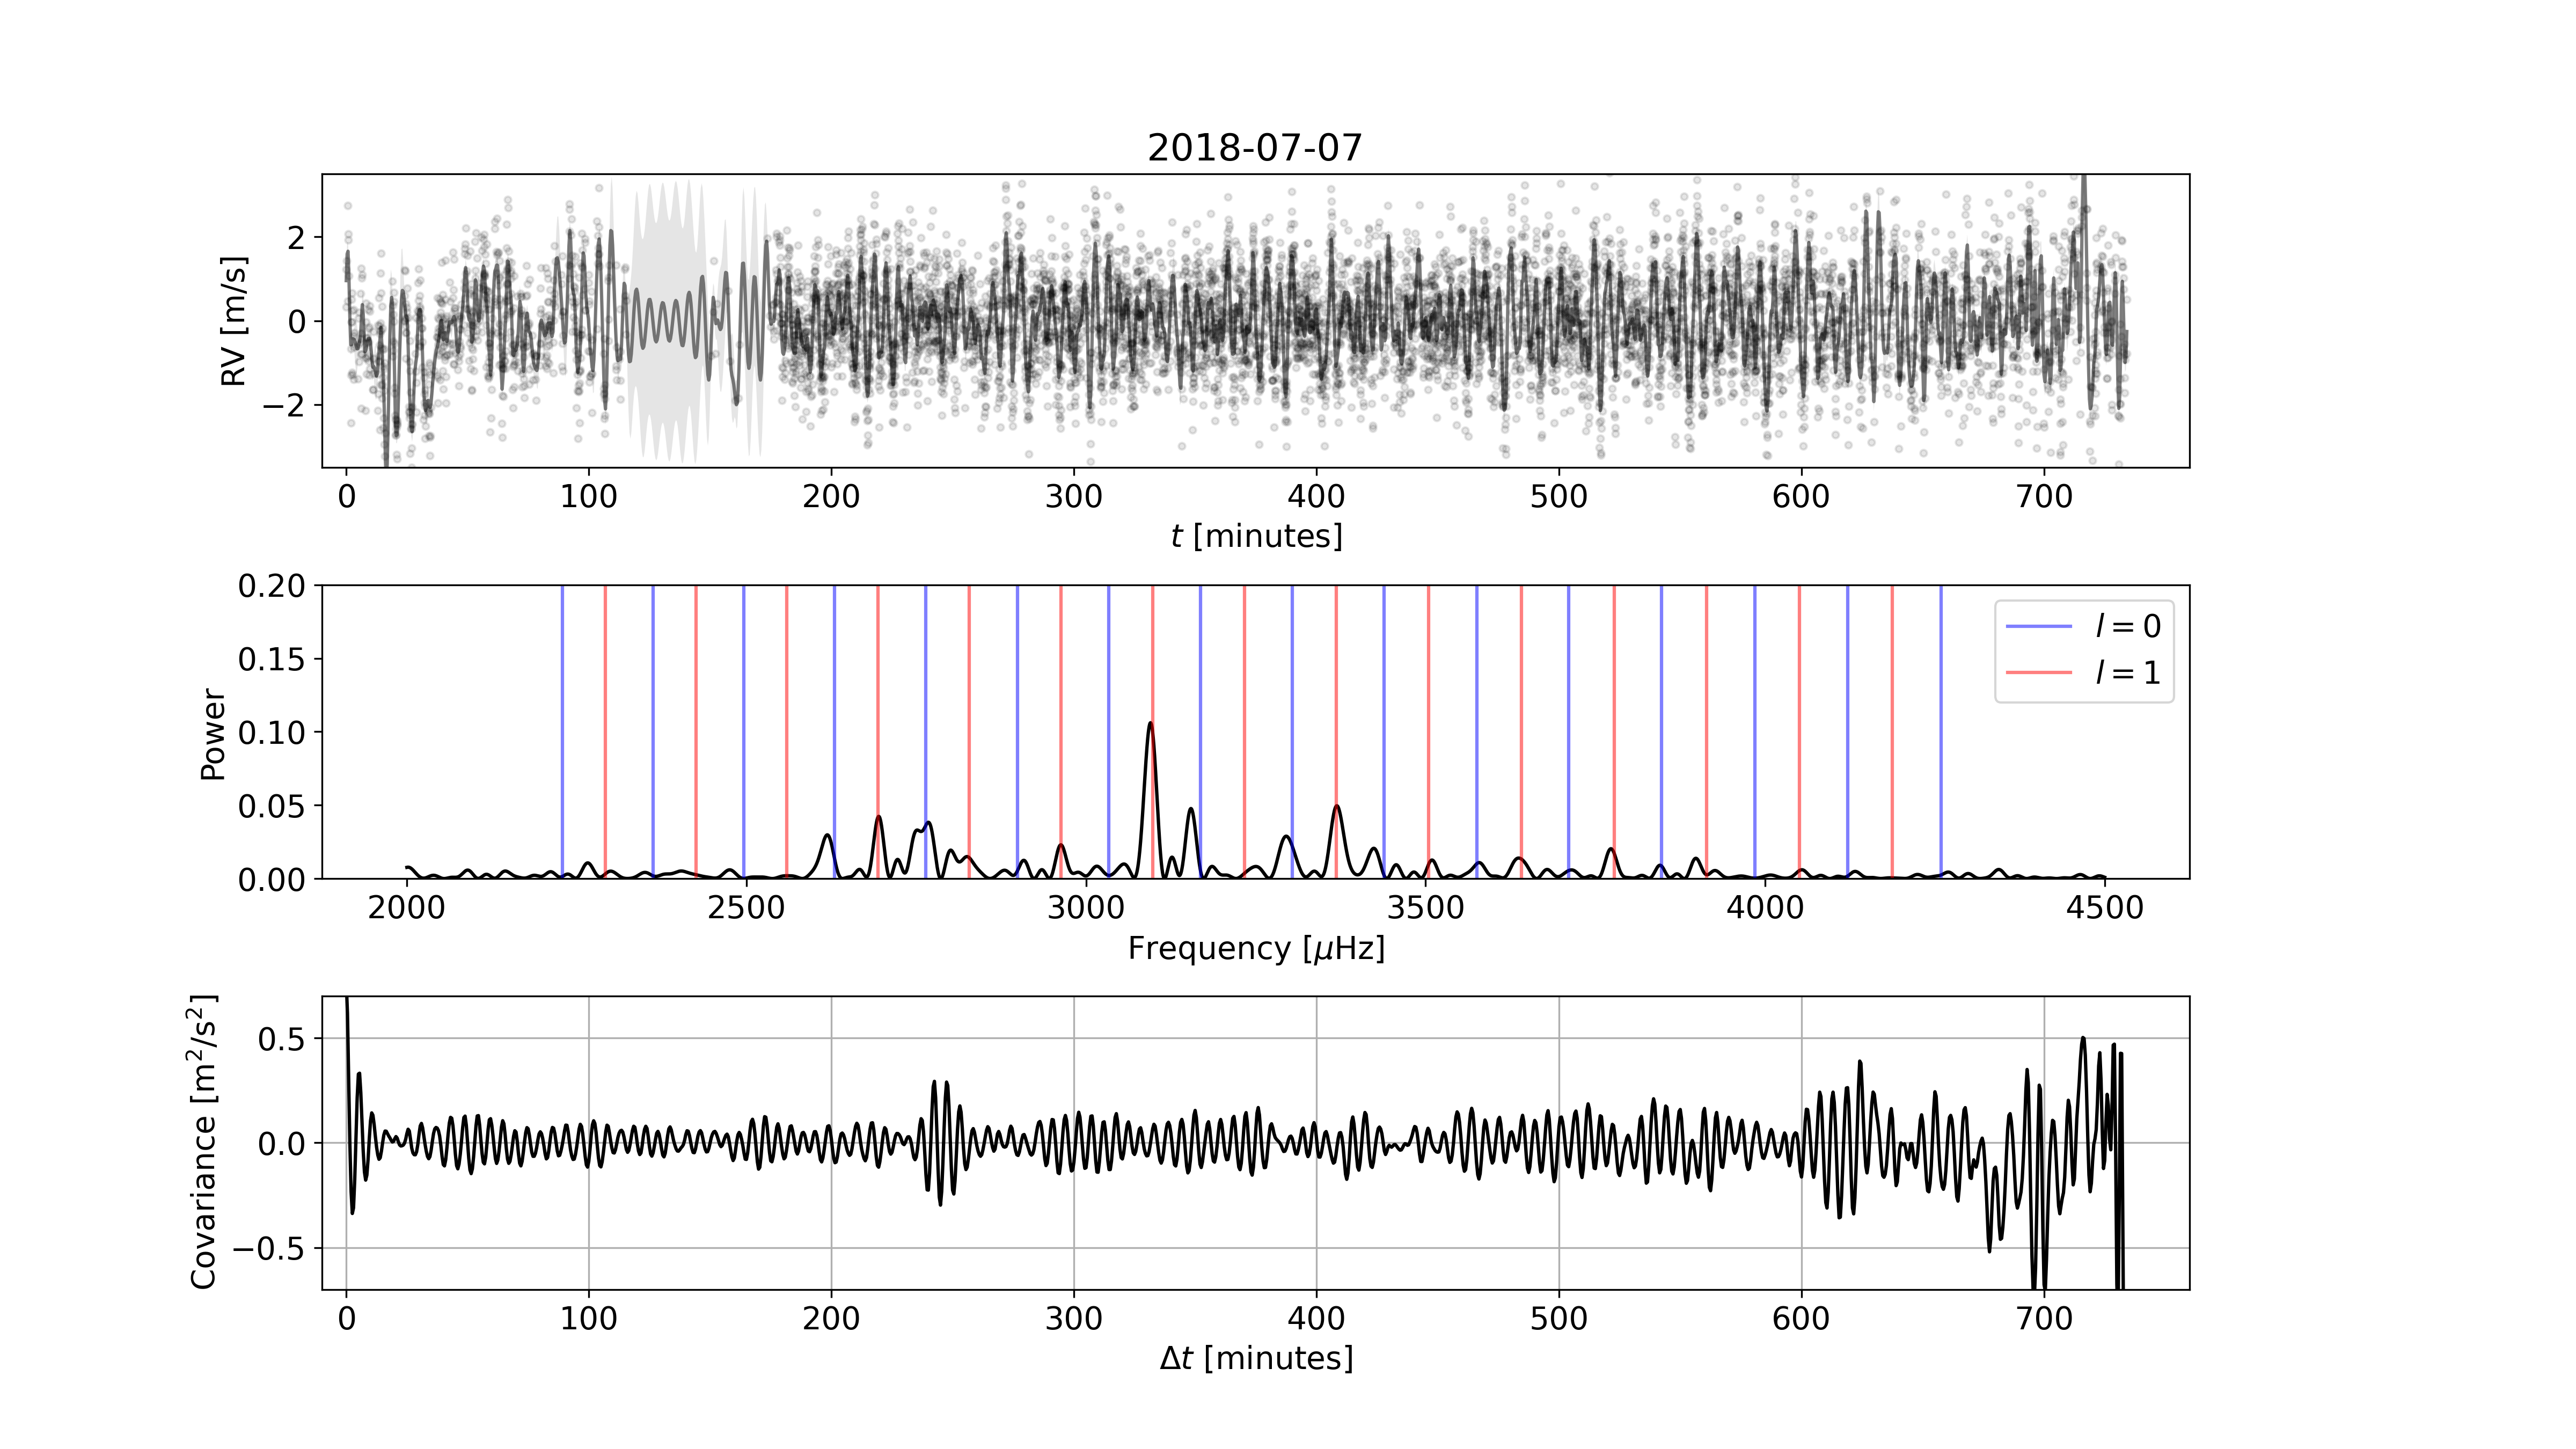 2018-07-07
RV [m/s]
2
0
−2
0 100 200 300 400 500 600 700
t [minutes]
Power
0.20
0.15
0.10
0.05
0.00
l = 0
l = 1
2000 2500 3000 3500 4000 4500
Frequency [μHz]
Covariance [m²/s²]
0.5
0.0
−0.5
0 100 200 300 400 500 600 700
Δt [minutes]